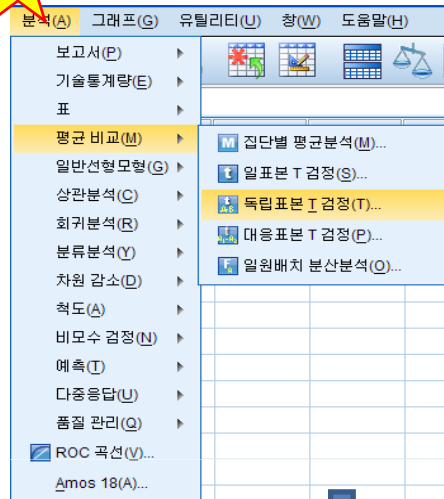 분석(A) 그래프(G) 유틸리티(U) 창(W) 도움말(H)
보고서(P)
기술통계량(E)
표
평균 비교(M)
일반선형모형(G)
상관분석(C)
회귀분석(R)
분류분석(Y)
차원 감소(D)
척도(A)
비모수 검정(N)
예측(T)
다중응답(U)
품질 관리(Q)
ROC 곡선(V)...
Amos 18(A)...
집단별 평균분석(M)...
일표본 T 검정(S)...
독립표본 T 검정(T)...
대응표본 T 검정(P)...
일원배치 분산분석(O)...